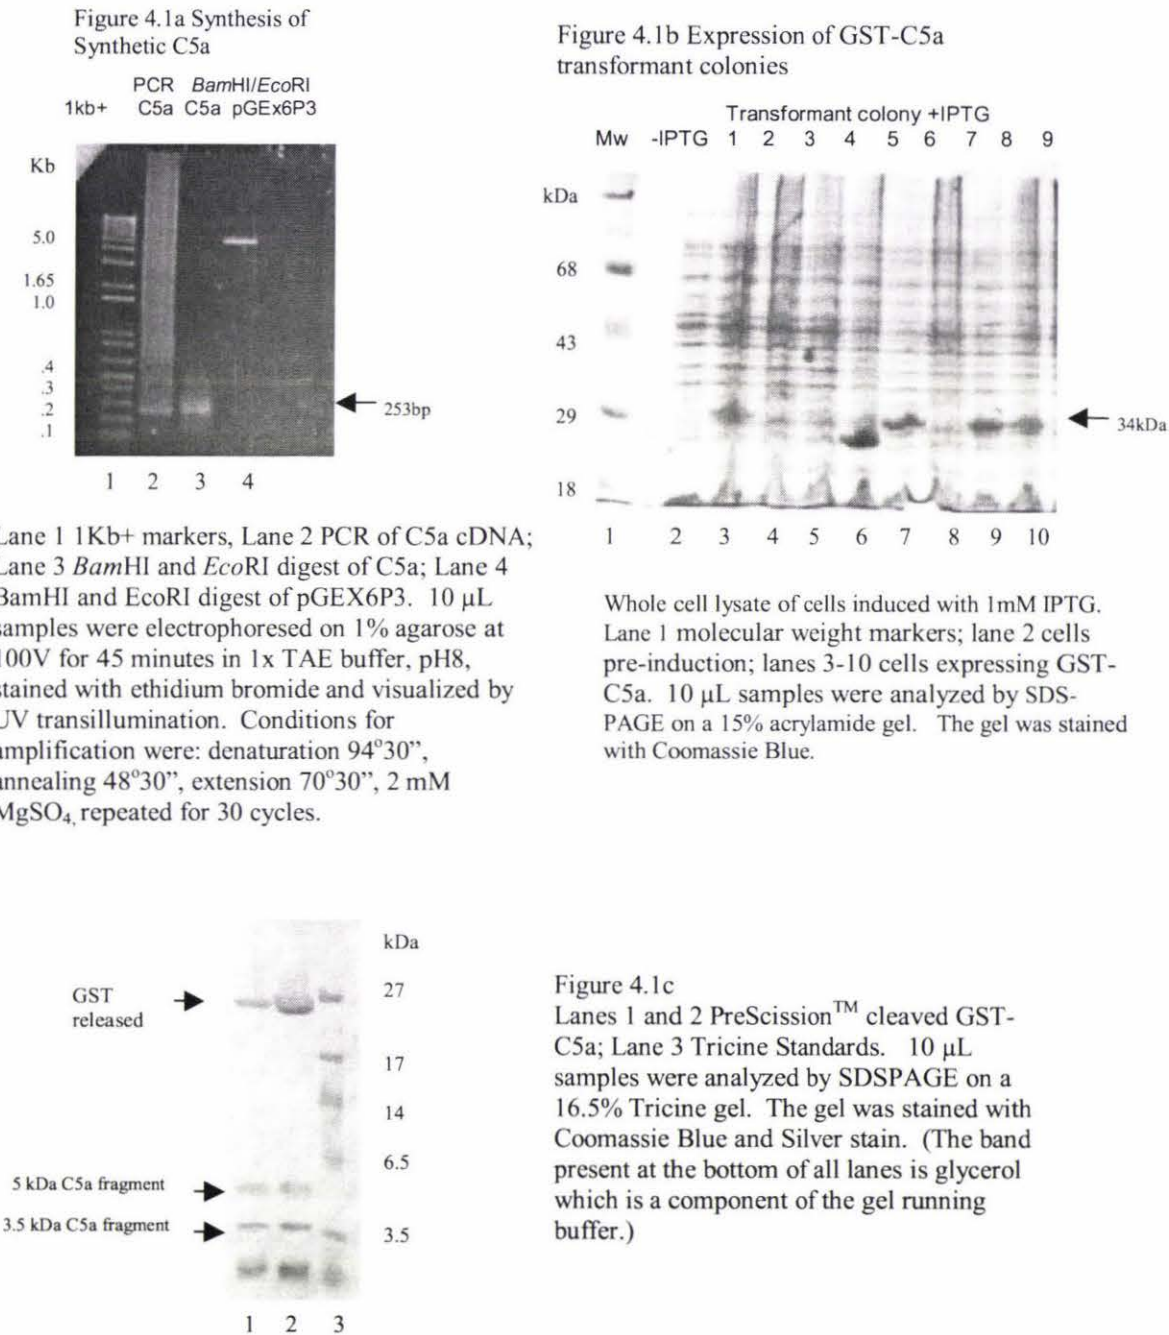 Figure 4.1a Synthesis of
Synthetic C5a
PCR BamHI/EcoRI
1kb+ C5a C5a pGEx6P3
Kb
5.0
1.65
1.0
.4
.3
.2
.1
253bp
1 2 3 4
Lane 1 1Kb+ markers, Lane 2 PCR of C5a cDNA;
Lane 3 BamHI and EcoRI digest of C5a; Lane 4
BamHI and EcoRI digest of pGEX6P3. 10 µL
samples were electrophoresed on 1% agarose at
100V for 45 minutes in 1x TAE buffer, pH8,
stained with ethidium bromide and visualized by
UV transillumination. Conditions for
amplification were: denaturation 94°30”,
annealing 48°30”, extension 70°30”, 2 mM
MgSO4, repeated for 30 cycles.
Figure 4.1b Expression of GST-C5a
transformant colonies
Transformant colony +IPTG
Mw -IPTG 1 2 3 4 5 6 7 8 9
kDa
68
43
29
18
34kDa
1 2 3 4 5 6 7 8 9 10
Whole cell lysate of cells induced with 1mM IPTG.
Lane 1 molecular weight markers; lane 2 cells
pre-induction; lanes 3-10 cells expressing GST-
C5a. 10 µL samples were analyzed by SDS-
PAGE on a 15% acrylamide gel. The gel was stained
with Coomassie Blue.
kDa
GST
released
27
17
14
6.5
5 kDa C5a fragment
3.5 kDa C5a fragment
3.5
1 2 3
Figure 4.1c
Lanes 1 and 2 PreScission™ cleaved GST-
C5a; Lane 3 Tricine Standards. 10 µL
samples were analyzed by SDSPAGE on a
16.5% Tricine gel. The gel was stained with
Coomassie Blue and Silver stain. (The band
present at the bottom of all lanes is glycerol
which is a component of the gel running
buffer.)